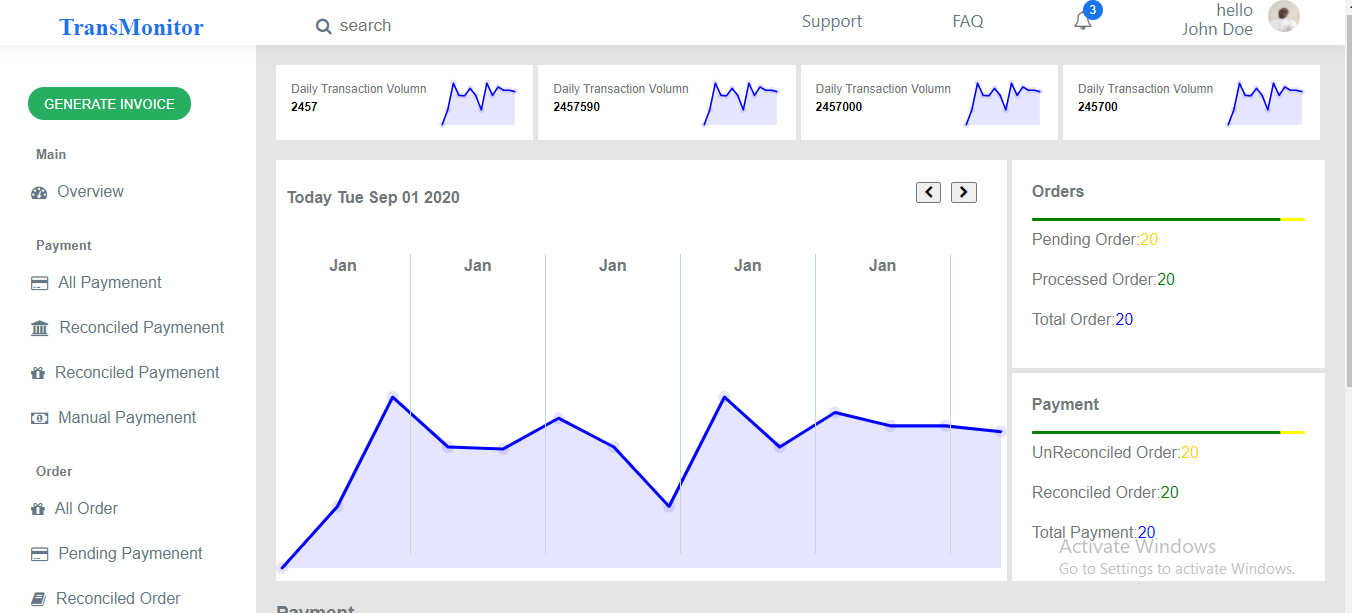 TransMonitor
search
Support
FAQ
3
hello
John Doe
GENERATE INVOICE
Main
Overview
Payment
All Paymenent
Reconciled Paymenent
Reconciled Paymenent
Manual Paymenent
Order
All Order
Pending Paymenent
Reconciled Order
Daily Transaction Volumn
2457
Daily Transaction Volumn
2457590
Daily Transaction Volumn
2457000
Daily Transaction Volumn
245700
Today Tue Sep 01 2020
Jan Jan Jan Jan Jan
Orders
Pending Order:20
Processed Order:20
Total Order:20
Payment
UnReconciled Order:20
Reconciled Order:20
Total Payment:20
Activate Windows
Go to Settings to activate Windows.
Payment